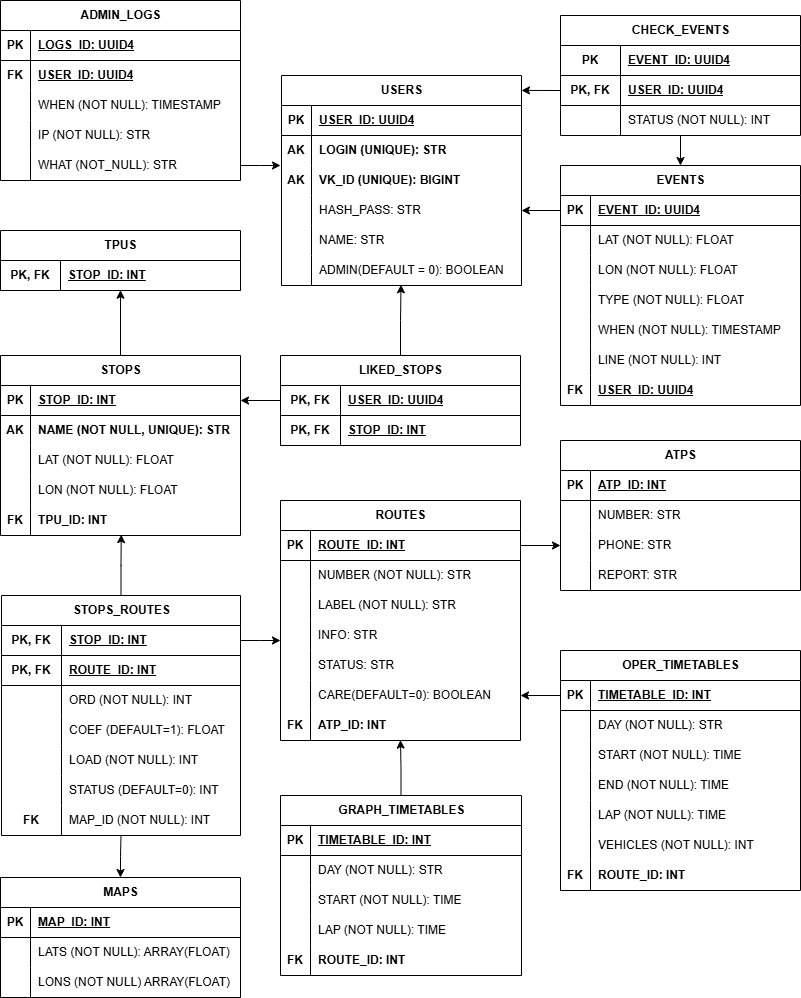 ADMIN_LOGS
PK LOGS_ID: UUID4
FK USER_ID: UUID4
WHEN (NOT NULL): TIMESTAMP
IP (NOT NULL): STR
WHAT (NOT_NULL): STR
USERS
PK USER_ID: UUID4
AK LOGIN (UNIQUE): STR
AK VK_ID (UNIQUE): BIGINT
HASH_PASS: STR
NAME: STR
ADMIN(DEFAULT = 0): BOOLEAN
CHECK_EVENTS
PK EVENT_ID: UUID4
PK, FK USER_ID: UUID4
STATUS (NOT NULL): INT
EVENTS
PK EVENT_ID: UUID4
LAT (NOT NULL): FLOAT
LON (NOT NULL): FLOAT
TYPE (NOT NULL): FLOAT
WHEN (NOT NULL): TIMESTAMP
LINE (NOT NULL): INT
FK USER_ID: UUID4
TPUS
PK, FK STOP_ID: INT
STOPS
PK STOP_ID: INT
AK NAME (NOT NULL, UNIQUE): STR
LAT (NOT NULL): FLOAT
LON (NOT NULL): FLOAT
FK TPU_ID: INT
LIKED_STOPS
PK, FK USER_ID: UUID4
PK, FK STOP_ID: INT
ATPS
PK ATP_ID: INT
NUMBER: STR
PHONE: STR
REPORT: STR
ROUTES
PK ROUTE_ID: INT
NUMBER (NOT NULL): STR
LABEL (NOT NULL): STR
INFO: STR
STATUS: STR
CARE(DEFAULT=0): BOOLEAN
FK ATP_ID: INT
STOPS_ROUTES
PK, FK STOP_ID: INT
PK, FK ROUTE_ID: INT
ORD (NOT NULL): INT
COEF (DEFAULT=1): FLOAT
LOAD (NOT NULL): INT
STATUS (DEFAULT=0): INT
FK MAP_ID (NOT NULL): INT
OPER_TIMETABLES
PK TIMETABLE_ID: INT
DAY (NOT NULL): STR
START (NOT NULL): TIME
END (NOT NULL): TIME
LAP (NOT NULL): TIME
VEHICLES (NOT NULL): INT
FK ROUTE_ID: INT
GRAPH_TIMETABLES
PK TIMETABLE_ID: INT
DAY (NOT NULL): STR
START (NOT NULL): TIME
LAP (NOT NULL): TIME
FK ROUTE_ID: INT
MAPS
PK MAP_ID: INT
LATS (NOT NULL): ARRAY(FLOAT)
LONS (NOT NULL) ARRAY(FLOAT)